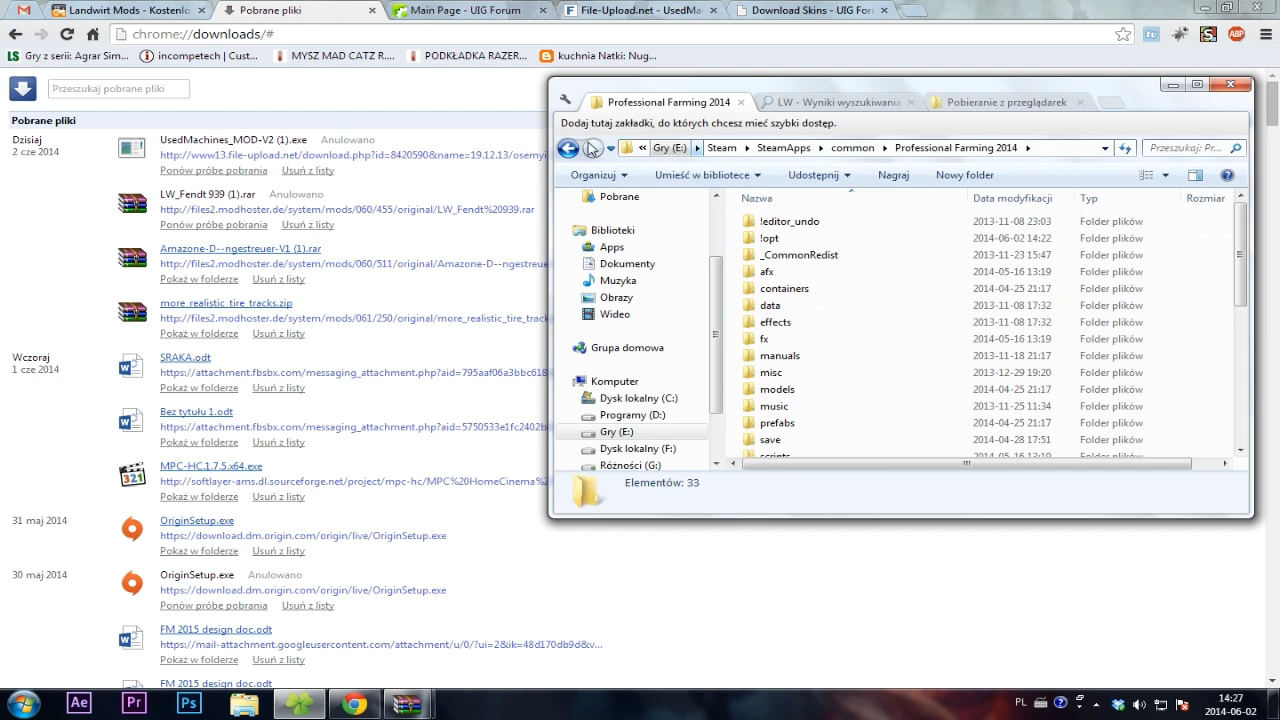 Landwirt Mods - Kostenlo
Pobrane pliki
Main Page - UIG Forum
File-Upload.net - UsedMa
Download Skins - UIG Foru
chrome://downloads/#
Gry z serii: Agrar Sim...
incompetech | Cust...
MYSZ MAD CATZ R....
PODKŁADKA RAZER...
kuchnia Natki: Nug...
Przeszukaj pobrane pliki
Pobrane pliki
Dzisiaj
2 cze 2014
UsedMachines_MOD-V2 (1).exe Anulowano
http://www13.file-upload.net/download.php?id=8420590&name=19.12.13/osemyi
Ponów próbę pobrania Usuń z listy
LW_Fendt 939 (1).rar Anulowano
http://files2.modhoster.de/system/mods/060/455/original/LW_Fendt%20939.rar
Ponów próbę pobrania Usuń z listy
Amazone-D--ngestreuer-V1 (1).rar
http://files2.modhoster.de/system/mods/060/511/original/Amazone-D--ngestreue
Pokaż w folderze Usuń z listy
more_realistic_tire_tracks.zip
http://files2.modhoster.de/system/mods/061/250/original/more_realistic_tire_track
Pokaż w folderze Usuń z listy
Wczoraj
1 cze 2014
SRAKA.odt
https://attachment.fbsbx.com/messaging_attachment.php?aid=795aaf06a3bbc618
Pokaż w folderze Usuń z listy
Bez tytułu 1.odt
https://attachment.fbsbx.com/messaging_attachment.php?aid=5750533e1fc2402b
Pokaż w folderze Usuń z listy
MPC-HC.1.7.5.x64.exe
http://softlayer-ams.dl.sourceforge.net/project/mpc-hc/MPC%20HomeCinema%20
Pokaż w folderze Usuń z listy
31 maj 2014
OriginSetup.exe
https://download.dm.origin.com/origin/live/OriginSetup.exe
Pokaż w folderze Usuń z listy
30 maj 2014
OriginSetup.exe Anulowano
https://download.dm.origin.com/origin/live/OriginSetup.exe
Ponów próbę pobrania Usuń z listy
FM 2015 design doc.odt
https://mail-attachment.googleusercontent.com/attachment/u/0/?ui=2&ik=48d170db9d&v...
Pokaż w folderze Usuń z listy
FM 2015 design doc.odt
Professional Farming 2014
LW - Wyniki wyszukiwania
Pobieranie z przeglądarek
Dodaj tutaj zakładki, do których chcesz mieć szybki dostęp.
« Gry (E:) Steam SteamApps common Professional Farming 2014
Przeszukaj: Pr...
Organizuj Umieść w bibliotece Udostępnij Nagraj Nowy folder
Pobrane
Biblioteki
Apps
Dokumenty
Muzyka
Obrazy
Wideo
Grupa domowa
Komputer
Dysk lokalny (C:)
Programy (D:)
Gry (E:)
Dysk lokalny (F:)
Różności (G:)
Nazwa Data modyfikacji Typ Rozmiar
!editor_undo 2013-11-08 23:03 Folder plików
!opt 2014-06-02 14:22 Folder plików
_CommonRedist 2013-11-23 15:47 Folder plików
afx 2014-05-16 13:19 Folder plików
containers 2014-04-25 21:17 Folder plików
data 2013-11-08 17:32 Folder plików
effects 2013-11-08 17:32 Folder plików
fx 2014-05-16 13:19 Folder plików
manuals 2013-11-18 21:17 Folder plików
misc 2013-12-29 19:20 Folder plików
models 2014-04-25 21:17 Folder plików
music 2013-11-25 11:34 Folder plików
prefabs 2014-04-25 21:17 Folder plików
save 2014-04-28 17:51 Folder plików
scripts 2014-05-16 13:19 Folder plików
Elementów: 33
Ae
Pr
Ps
PL
14:27
2014-06-02
ABP